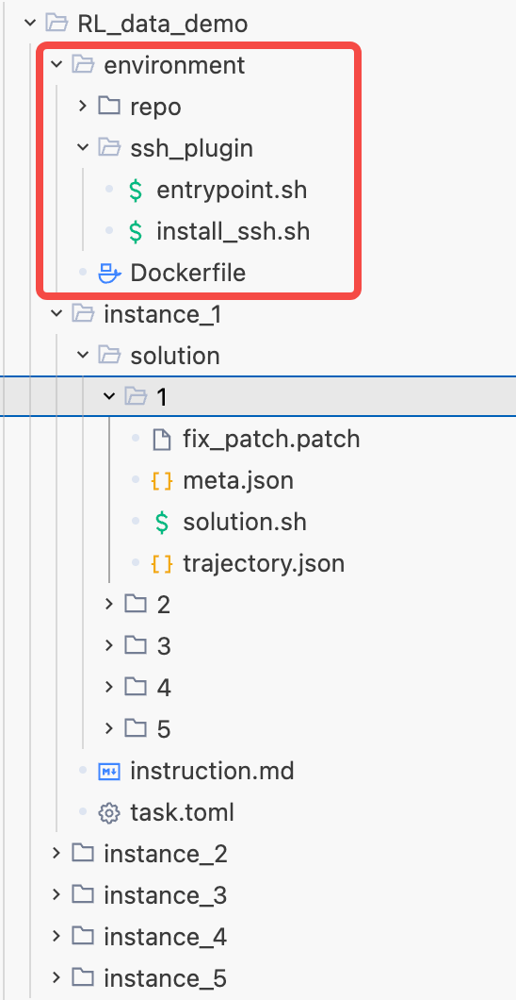 RL_data_demo
environment
repo
ssh_plugin
$ entrypoint.sh
$ install_ssh.sh
Dockerfile
instance_1
solution
1
fix_patch.patch
{} meta.json
$ solution.sh
{} trajectory.json
2
3
4
5
M↓ instruction.md
task.toml
instance_2
instance_3
instance_4
instance_5